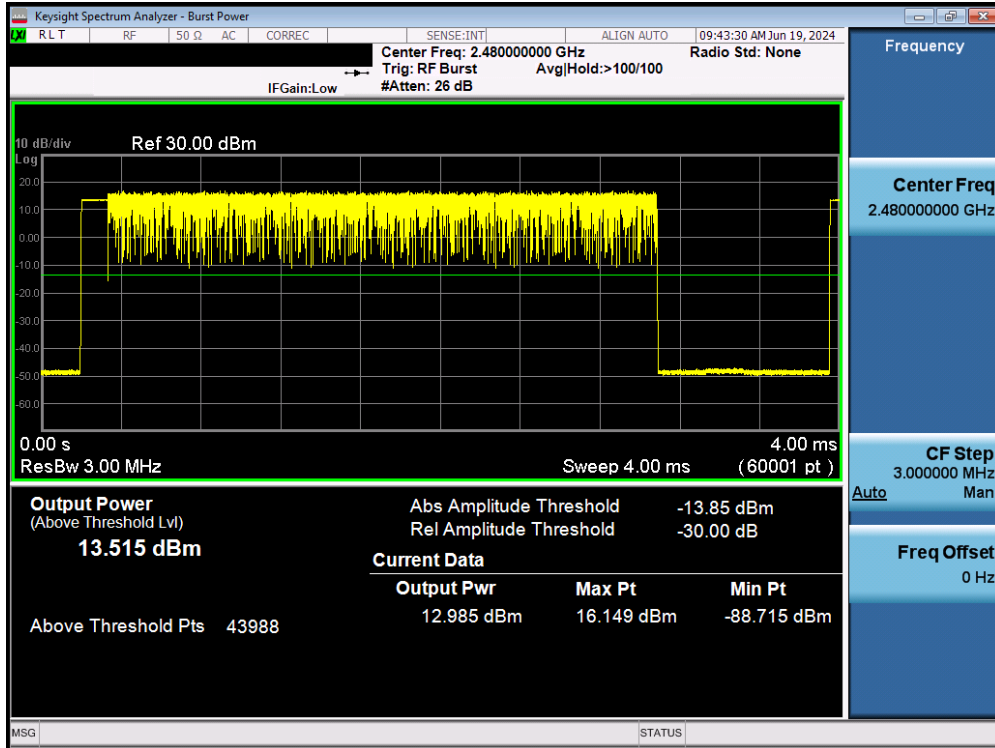 Keysight Spectrum Analyzer - Burst Power
LXI RLT RF 50 Ω AC CORREC SENSE:INT ALIGN AUTO 09:43:30 AM Jun 19, 2024
Center Freq: 2.480000000 GHz Radio Std: None
Trig: RF Burst Avg|Hold:>100/100
IFGain:Low #Atten: 26 dB
Frequency
10 dB/div Ref 30.00 dBm
Log
20.0
10.0
0.00
-10.0
-20.0
-30.0
-40.0
-50.0
-60.0
0.00 s 4.00 ms
ResBw 3.00 MHz Sweep 4.00 ms (60001 pt)
Center Freq
2.480000000 GHz
CF Step
3.000000 MHz
Auto Man
Freq Offset
0 Hz
Output Power
(Above Threshold Lvl)
13.515 dBm
Above Threshold Pts 43988
Abs Amplitude Threshold -13.85 dBm
Rel Amplitude Threshold -30.00 dB
Current Data
Output Pwr Max Pt Min Pt
12.985 dBm 16.149 dBm -88.715 dBm
MSG STATUS